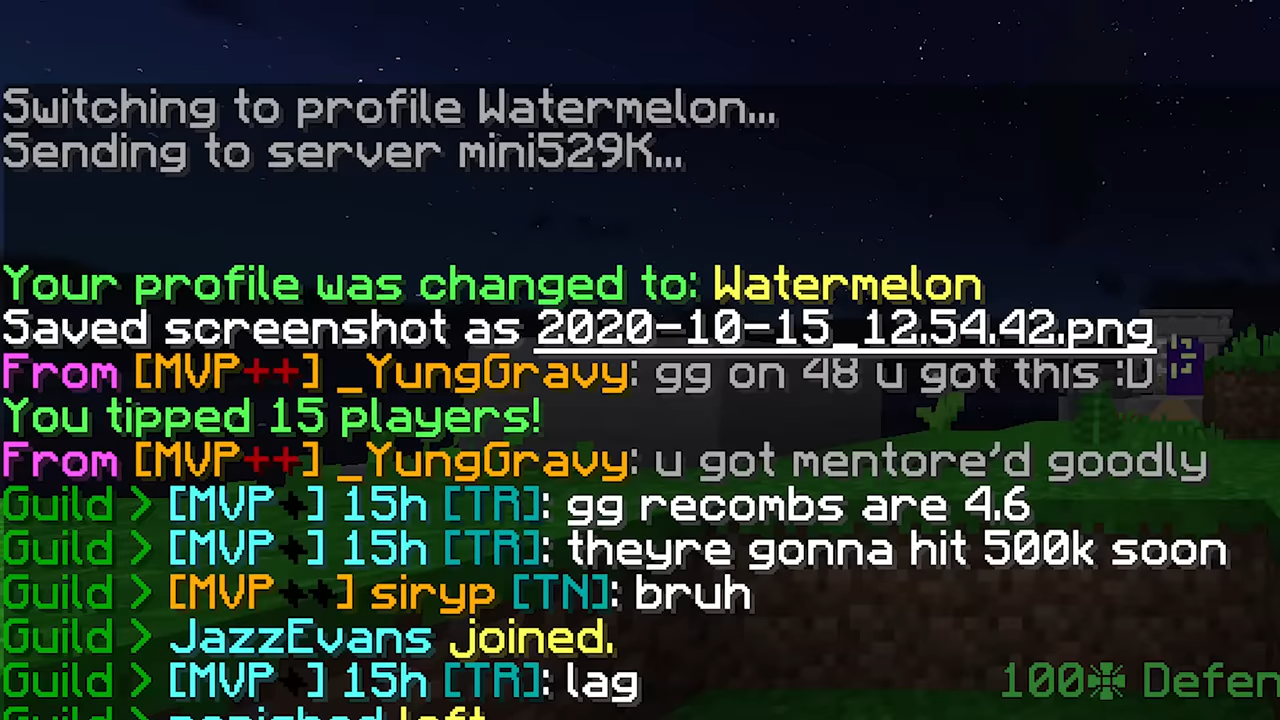 Switching to profile Watermelon...
Sending to server mini529K...
Your profile was changed to: Watermelon
Saved screenshot as 2020-10-15_12.54.42.png
From [MVP++] _YungGravy: gg on 48 u got this :D
You tipped 15 players!
From [MVP++] _YungGravy: u got mentore'd goodly
Guild > [MVP+] 15h [TR]: gg recombs are 4.6
Guild > [MVP+] 15h [TR]: theyre gonna hit 500k soon
Guild > [MVP++] siryp [TN]: bruh
Guild > JazzEvans joined.
Guild > [MVP+] 15h [TR]: lag
100❈ Defen
Guild > left.